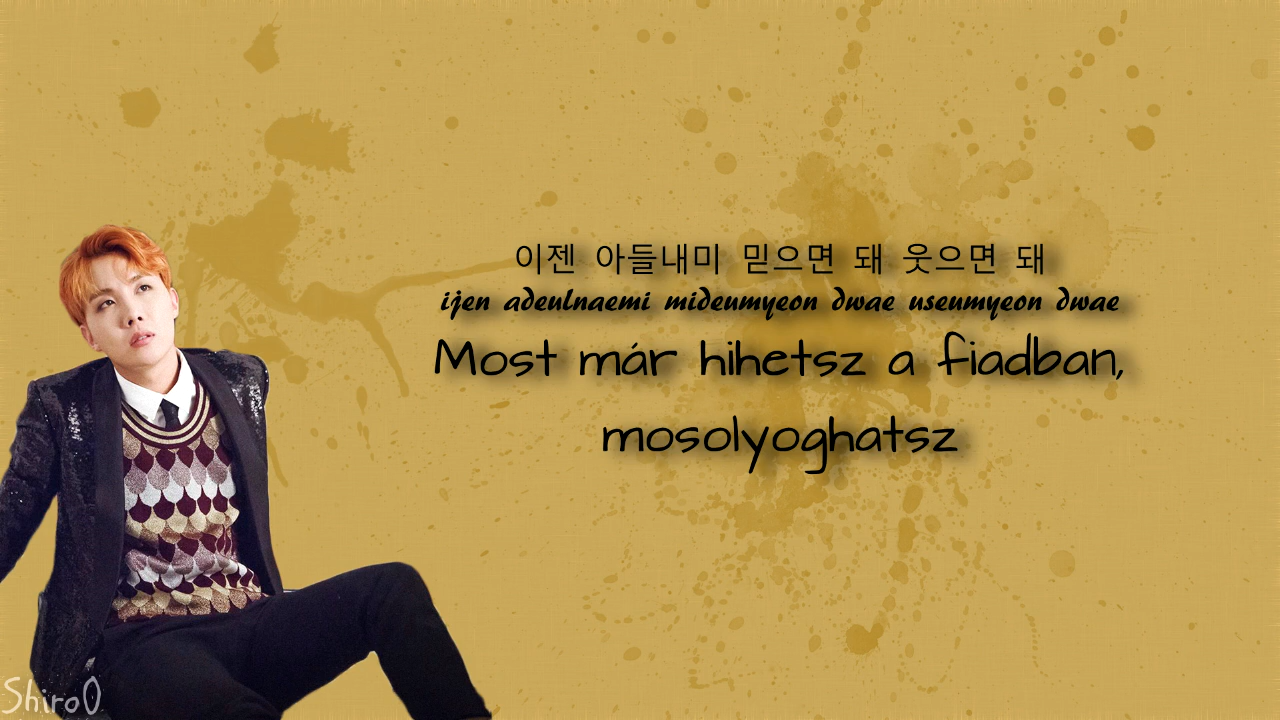 이젠 아들내미 믿으면 돼 웃으면 돼
ijen adeulnaemi mideumyeon dwae useumyeon dwae
Most már hihetsz a fiadban,
mosolyoghatsz
Shiro0